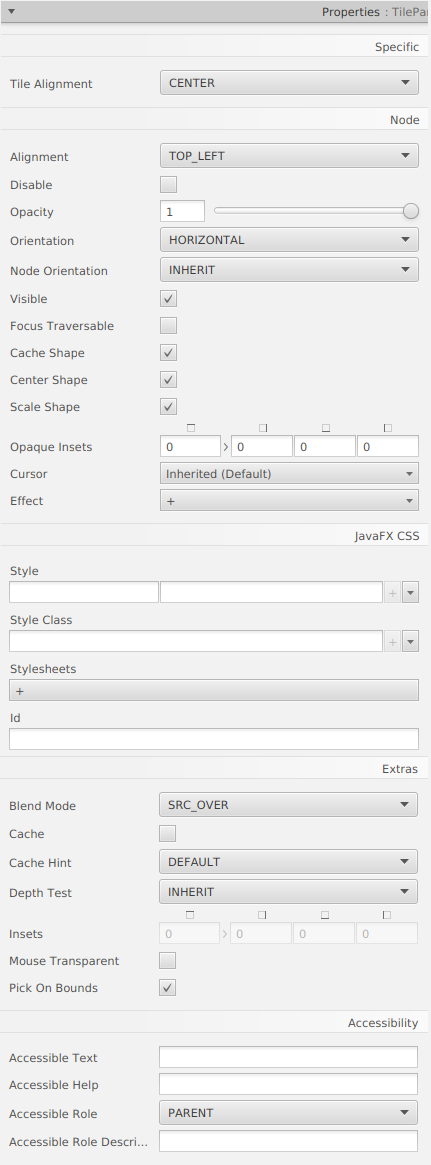 Properties : TilePa
Specific
Tile Alignment CENTER
Node
Alignment TOP_LEFT
Disable
Opacity 1
Orientation HORIZONTAL
Node Orientation INHERIT
Visible
Focus Traversable
Cache Shape
Center Shape
Scale Shape
Opaque Insets 0 > 0 0 0
Cursor Inherited (Default)
Effect +
JavaFX CSS
Style
+
Style Class
+
Stylesheets
+
Id
Extras
Blend Mode SRC_OVER
Cache
Cache Hint DEFAULT
Depth Test INHERIT
Insets 0 > 0 0 0
Mouse Transparent
Pick On Bounds
Accessibility
Accessible Text
Accessible Help
Accessible Role PARENT
Accessible Role Descri...